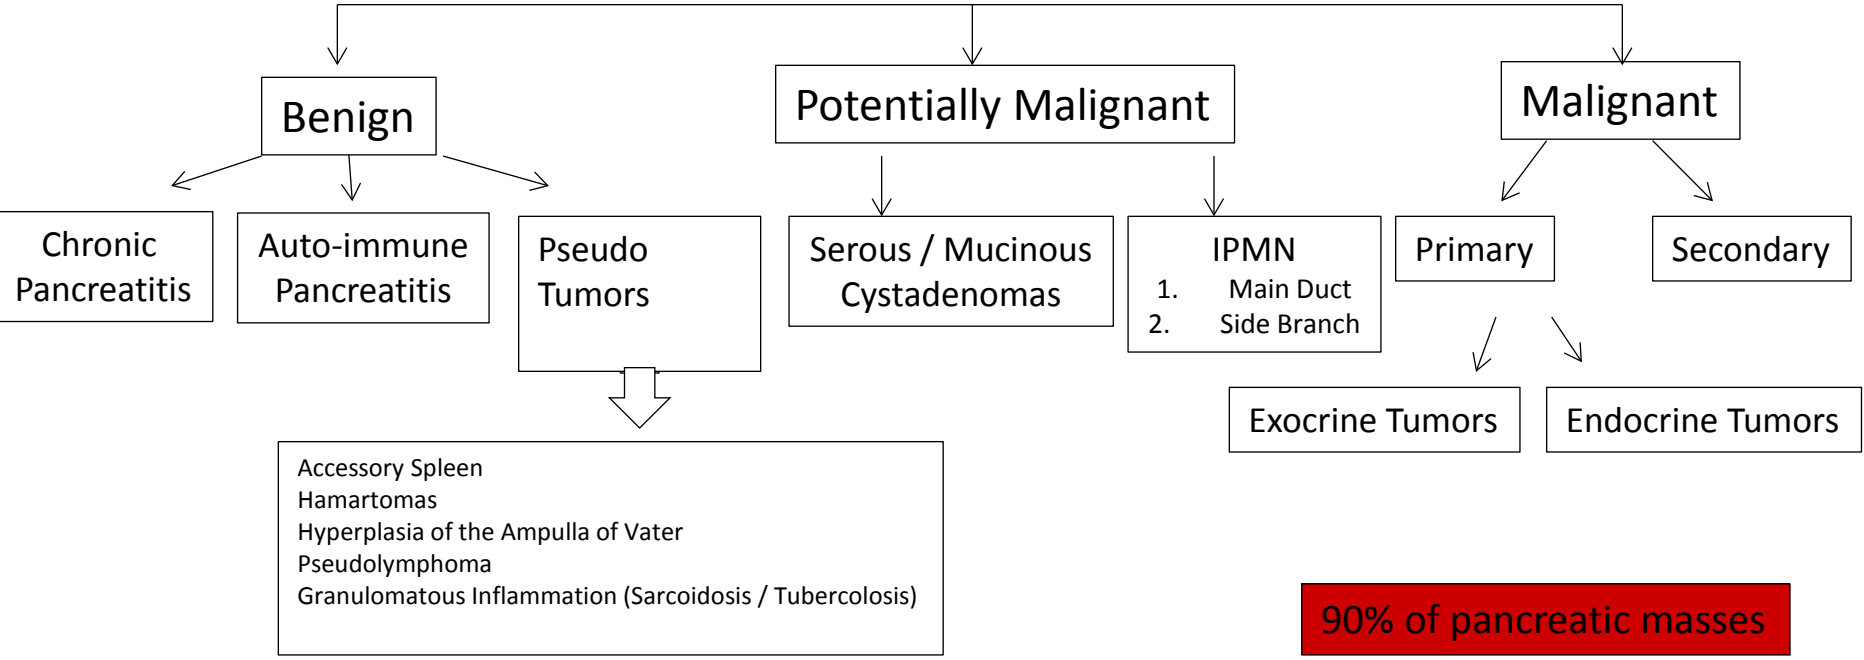 Benign
Potentially Malignant
Malignant
Chronic
Pancreatitis
Auto-immune
Pancreatitis
Pseudo
Tumors
Serous / Mucinous
Cystadenomas
IPMN
1. Main Duct
2. Side Branch
Primary
Secondary
Exocrine Tumors
Endocrine Tumors
Accessory Spleen
Hamartomas
Hyperplasia of the Ampulla of Vater
Pseudolymphoma
Granulomatous Inflammation (Sarcoidosis / Tubercolosis)
90% of pancreatic masses